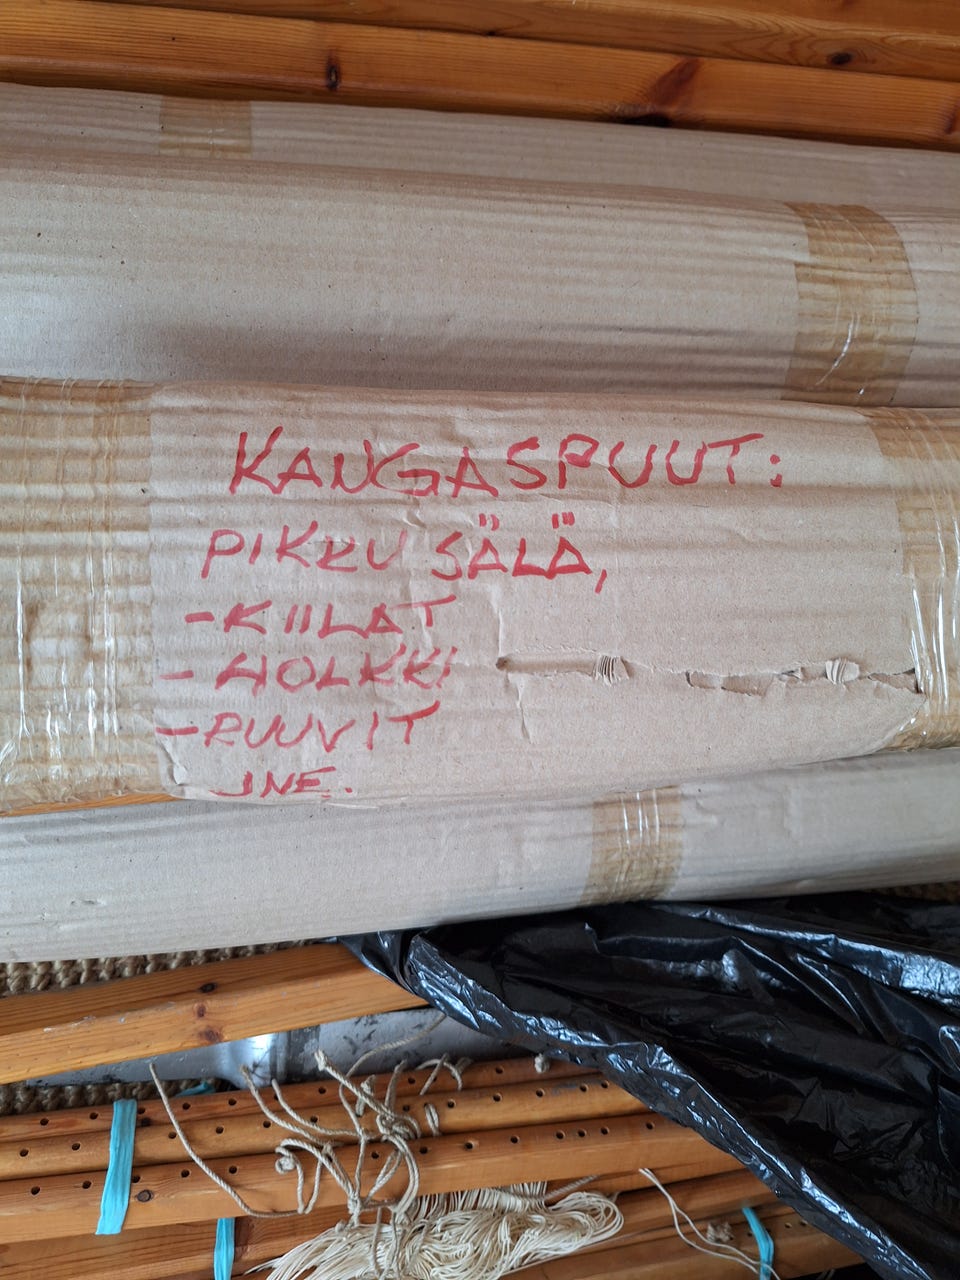 KANGASPUUT:
PIKKU SÄLÄ,
-KIILAT
-HOLKKI
-RUUVIT
JNE.